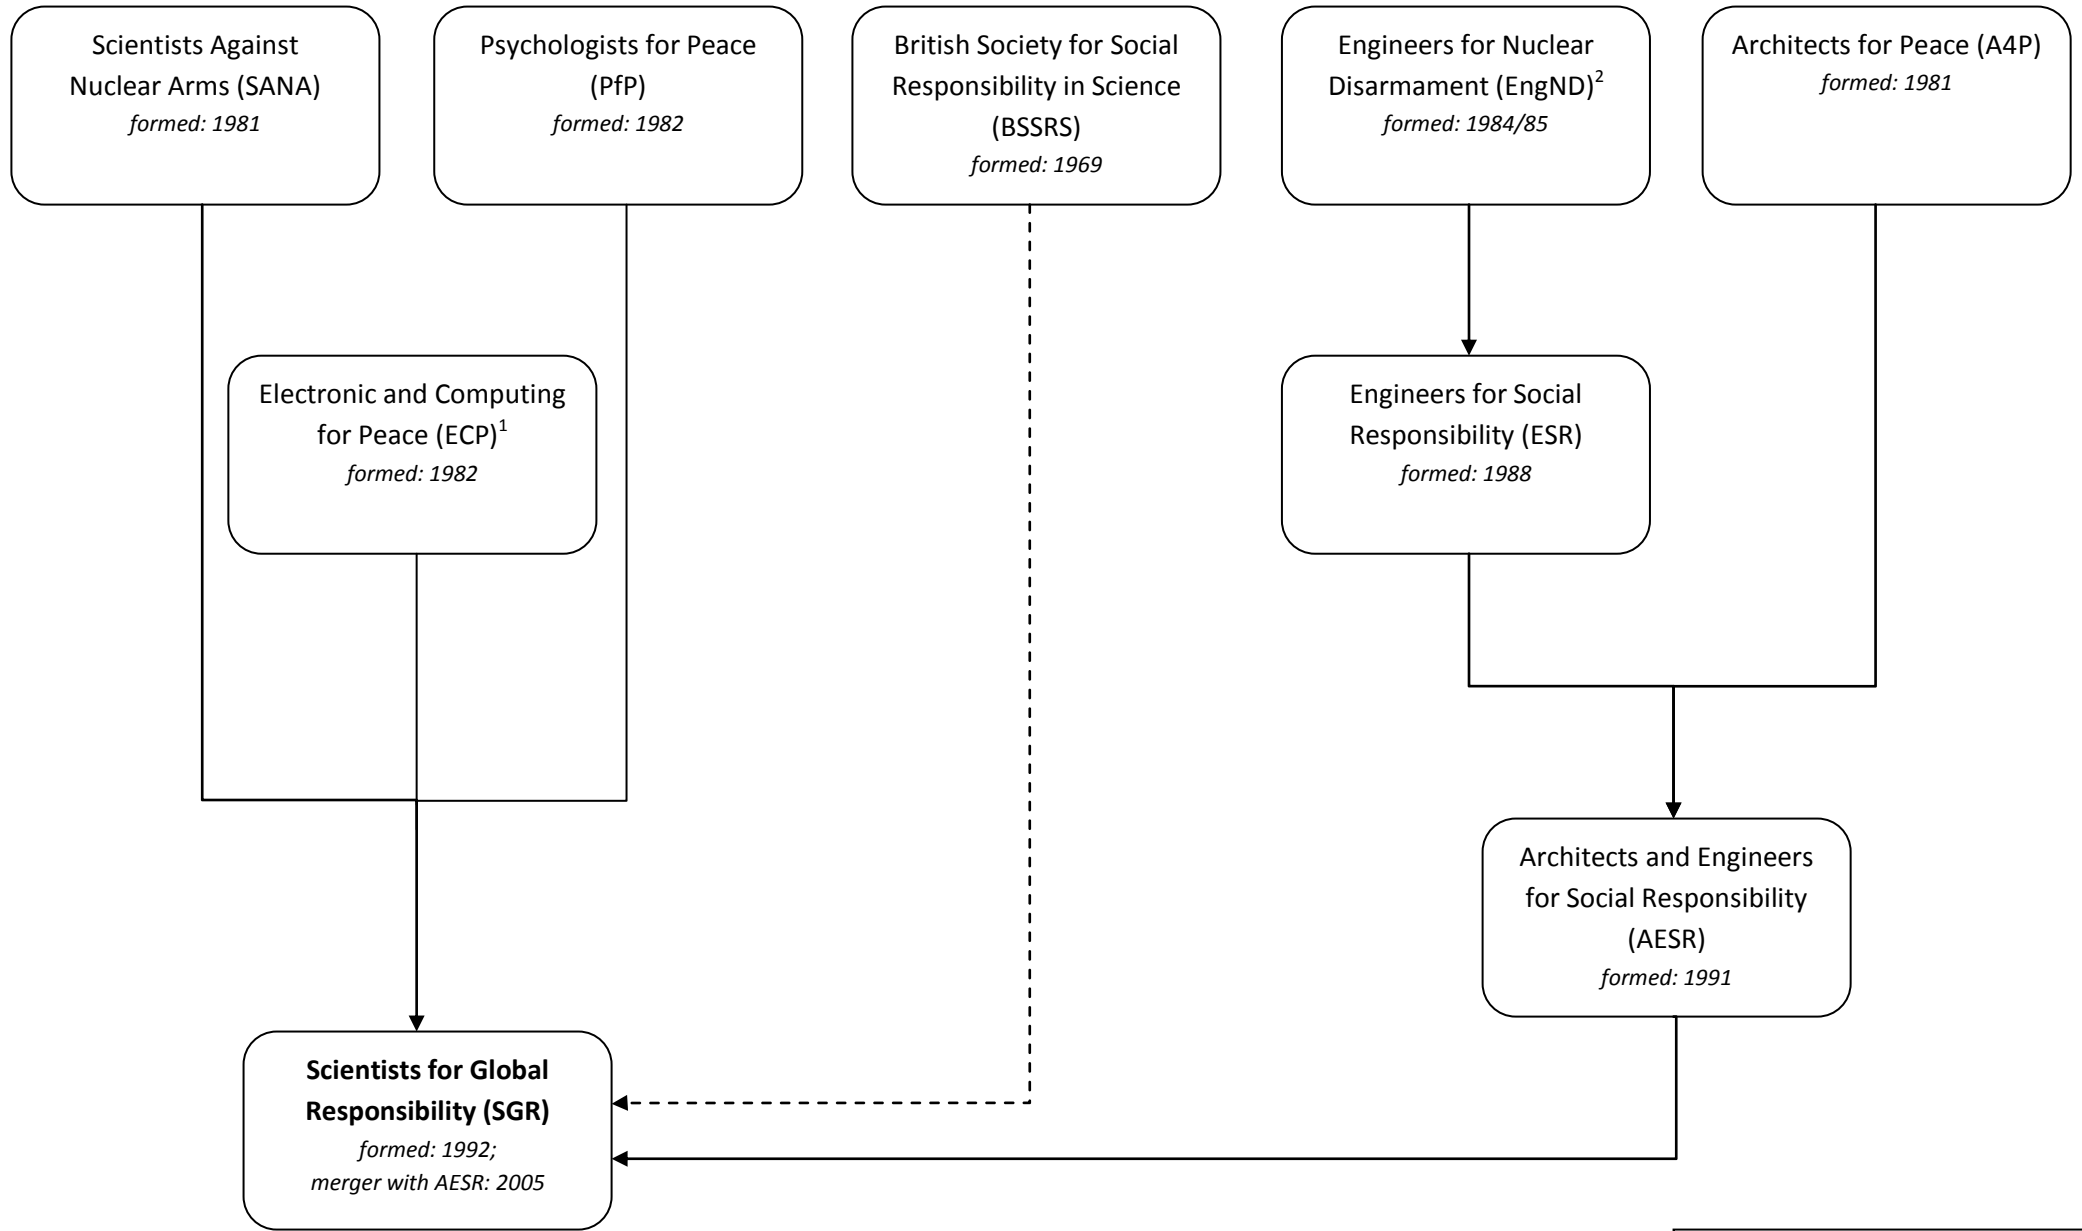 Scientists Against
Nuclear Arms (SANA)
formed: 1981
Psychologists for Peace
(PfP)
formed: 1982
British Society for Social
Responsibility in Science
(BSSRS)
formed: 1969
Engineers for Nuclear
Disarmament (EngND)2
formed: 1984/85
Architects for Peace (A4P)
formed: 1981
Electronic and Computing
for Peace (ECP)1
formed: 1982
Engineers for Social
Responsibility (ESR)
formed: 1988
Architects and Engineers
for Social Responsibility
(AESR)
formed: 1991
Scientists for Global
Responsibility (SGR)
formed: 1992;
merger with AESR: 2005